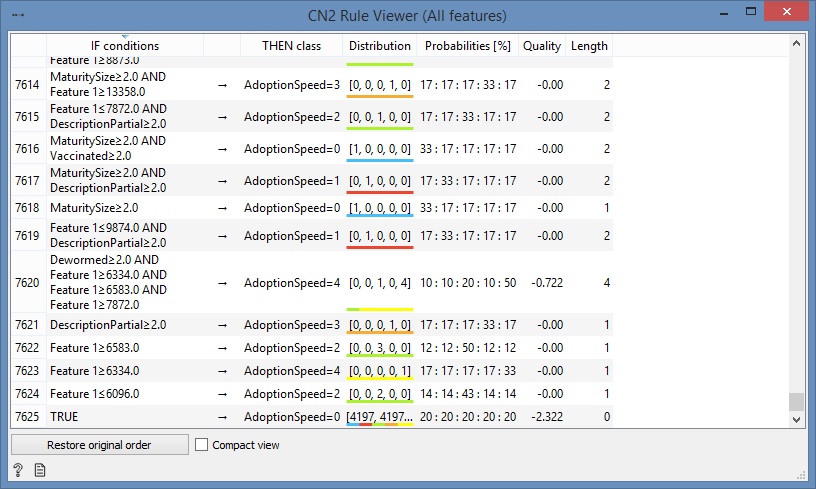 CN2 Rule Viewer (All features)
IF conditions THEN class Distribution Probabilities [%] Quality Length
Feature 1≥8873.0
7614 MaturitySize≥2.0 AND → AdoptionSpeed=3 [0, 0, 0, 1, 0] 17 : 17 : 17 : 33 : 17 -0.00 2
Feature 1≥13358.0
7615 Feature 1≤7872.0 AND → AdoptionSpeed=2 [0, 0, 1, 0, 0] 17 : 17 : 33 : 17 : 17 -0.00 2
DescriptionPartial≥2.0
7616 MaturitySize≥2.0 AND → AdoptionSpeed=0 [1, 0, 0, 0, 0] 33 : 17 : 17 : 17 : 17 -0.00 2
Vaccinated≥2.0
7617 MaturitySize≥2.0 AND → AdoptionSpeed=1 [0, 1, 0, 0, 0] 17 : 33 : 17 : 17 : 17 -0.00 2
DescriptionPartial≥2.0
7618 MaturitySize≥2.0 → AdoptionSpeed=0 [1, 0, 0, 0, 0] 33 : 17 : 17 : 17 : 17 -0.00 1
7619 Feature 1≤9874.0 AND → AdoptionSpeed=1 [0, 1, 0, 0, 0] 17 : 33 : 17 : 17 : 17 -0.00 2
DescriptionPartial≥2.0
Dewormed≥2.0 AND
7620 Feature 1≥6334.0 AND → AdoptionSpeed=4 [0, 0, 1, 0, 4] 10 : 10 : 20 : 10 : 50 -0.722 4
Feature 1≥6583.0 AND
Feature 1≥7872.0
7621 DescriptionPartial≥2.0 → AdoptionSpeed=3 [0, 0, 0, 1, 0] 17 : 17 : 17 : 33 : 17 -0.00 1
7622 Feature 1≥6583.0 → AdoptionSpeed=2 [0, 0, 3, 0, 0] 12 : 12 : 50 : 12 : 12 -0.00 1
7623 Feature 1≥6334.0 → AdoptionSpeed=4 [0, 0, 0, 0, 1] 17 : 17 : 17 : 17 : 33 -0.00 1
7624 Feature 1≤6096.0 → AdoptionSpeed=2 [0, 0, 2, 0, 0] 14 : 14 : 43 : 14 : 14 -0.00 1
7625 TRUE → AdoptionSpeed=0 [4197, 4197... 20 : 20 : 20 : 20 : 20 -2.322 0
Restore original order Compact view